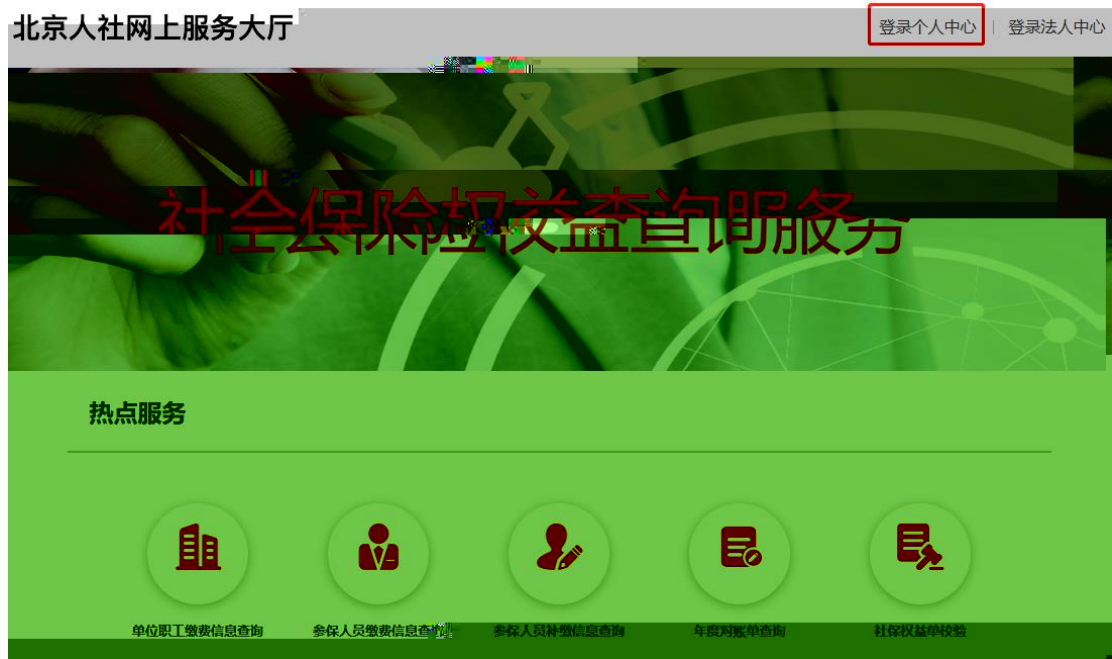 北京人社网上服务大厅
登录个人中心 | 登录法人中心
社会保险权益查询服务
热点服务
单位职工缴费信息查询 参保人员缴费信息查询 参保人员补缴信息查询 年度对账单查询 社保权益单校验